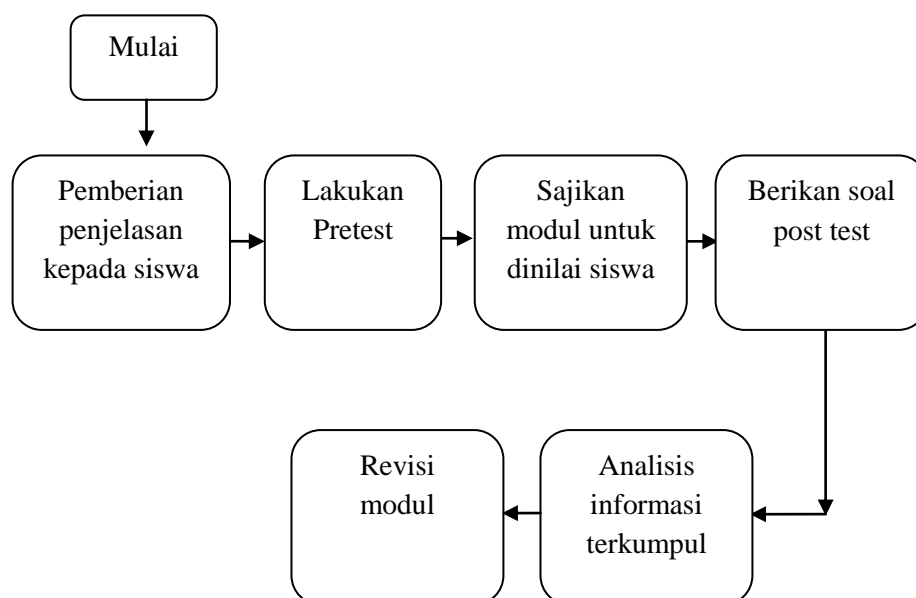 Mulai
Pemberian
penjelasan
kepada siswa
Lakukan
Pretest
Sajikan
modul untuk
dinilai siswa
Berikan soal
post test
Analisis
informasi
terkumpul
Revisi
modul